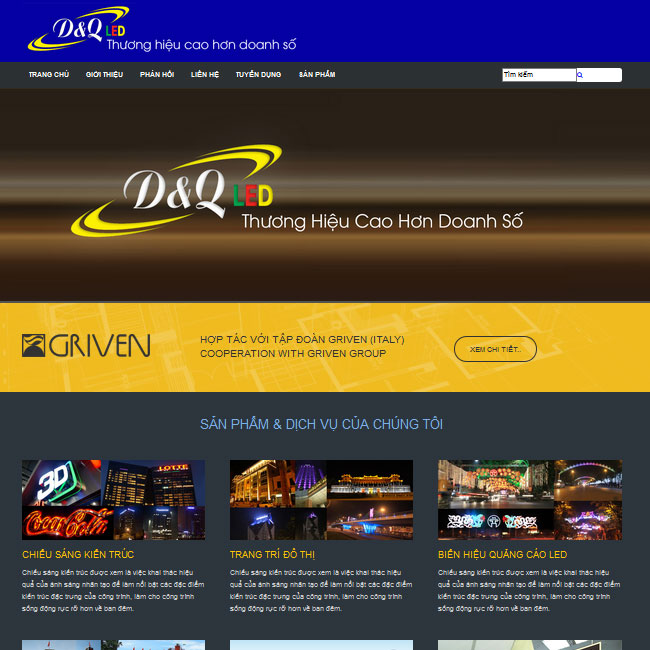 D&Q LED
Thương hiệu cao hơn doanh số
TRANG CHỦ GIỚI THIỆU PHẢN HỒI LIÊN HỆ TUYỂN DỤNG SẢN PHẨM
Tìm kiếm
D&Q LED
Thương Hiệu Cao Hơn Doanh Số
GRIVEN
HỢP TÁC VỚI TẬP ĐOÀN GRIVEN (ITALY)
COOPERATION WITH GRIVEN GROUP
XEM CHI TIẾT..
SẢN PHẨM & DỊCH VỤ CỦA CHÚNG TÔI
3D
LOTTE
Coca Cola
CHIẾU SÁNG KIẾN TRÚC
Chiếu sáng kiến trúc được xem là việc khai thác hiệu
quả của ánh sáng nhân tạo để làm nổi bật các đặc điểm
kiến trúc đặc trưng của công trình, làm cho công trình
sống động rực rỡ hơn về ban đêm.
TRANG TRÍ ĐÔ THỊ
Chiếu sáng kiến trúc được xem là việc khai thác hiệu
quả của ánh sáng nhân tạo để làm nổi bật các đặc điểm
kiến trúc đặc trưng của công trình, làm cho công trình
sống động rực rỡ hơn về ban đêm.
BIỂN HIỆU QUẢNG CÁO LED
Chiếu sáng kiến trúc được xem là việc khai thác hiệu
quả của ánh sáng nhân tạo để làm nổi bật các đặc điểm
kiến trúc đặc trưng của công trình, làm cho công trình
sống động rực rỡ hơn về ban đêm.